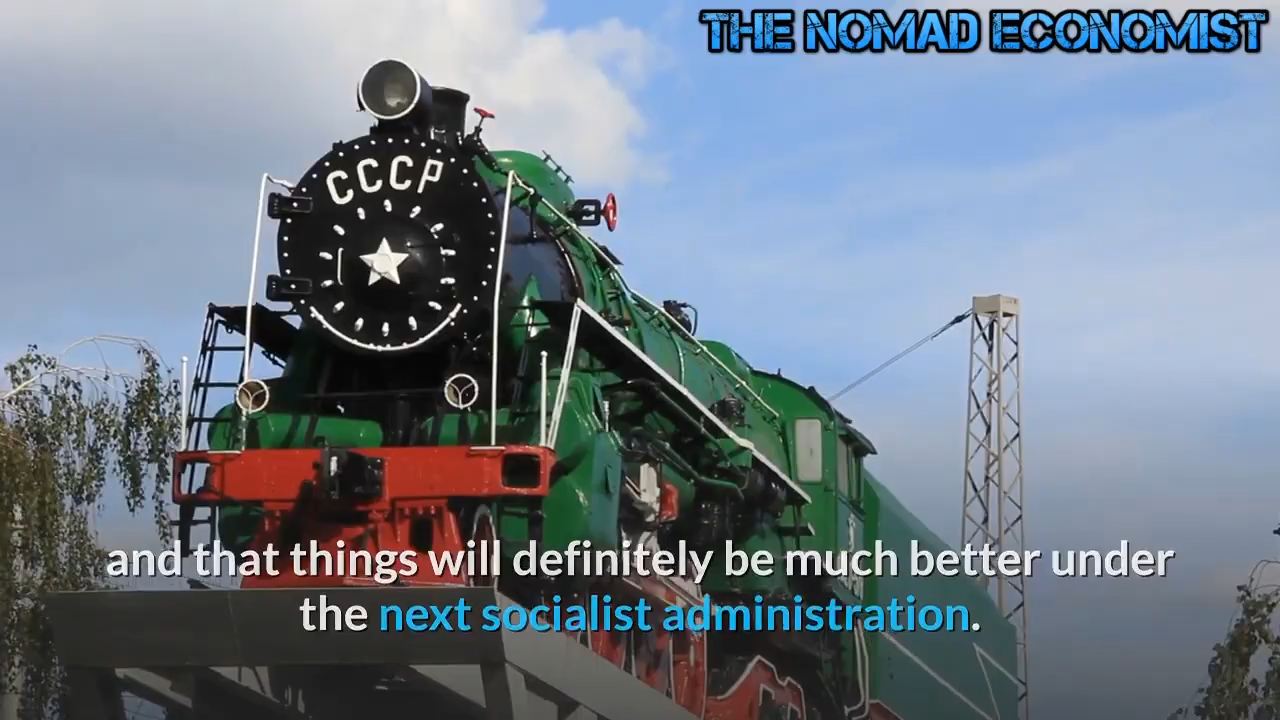 THE NOMAD ECONOMIST
СССР
and that things will definitely be much better under
the next socialist administration.